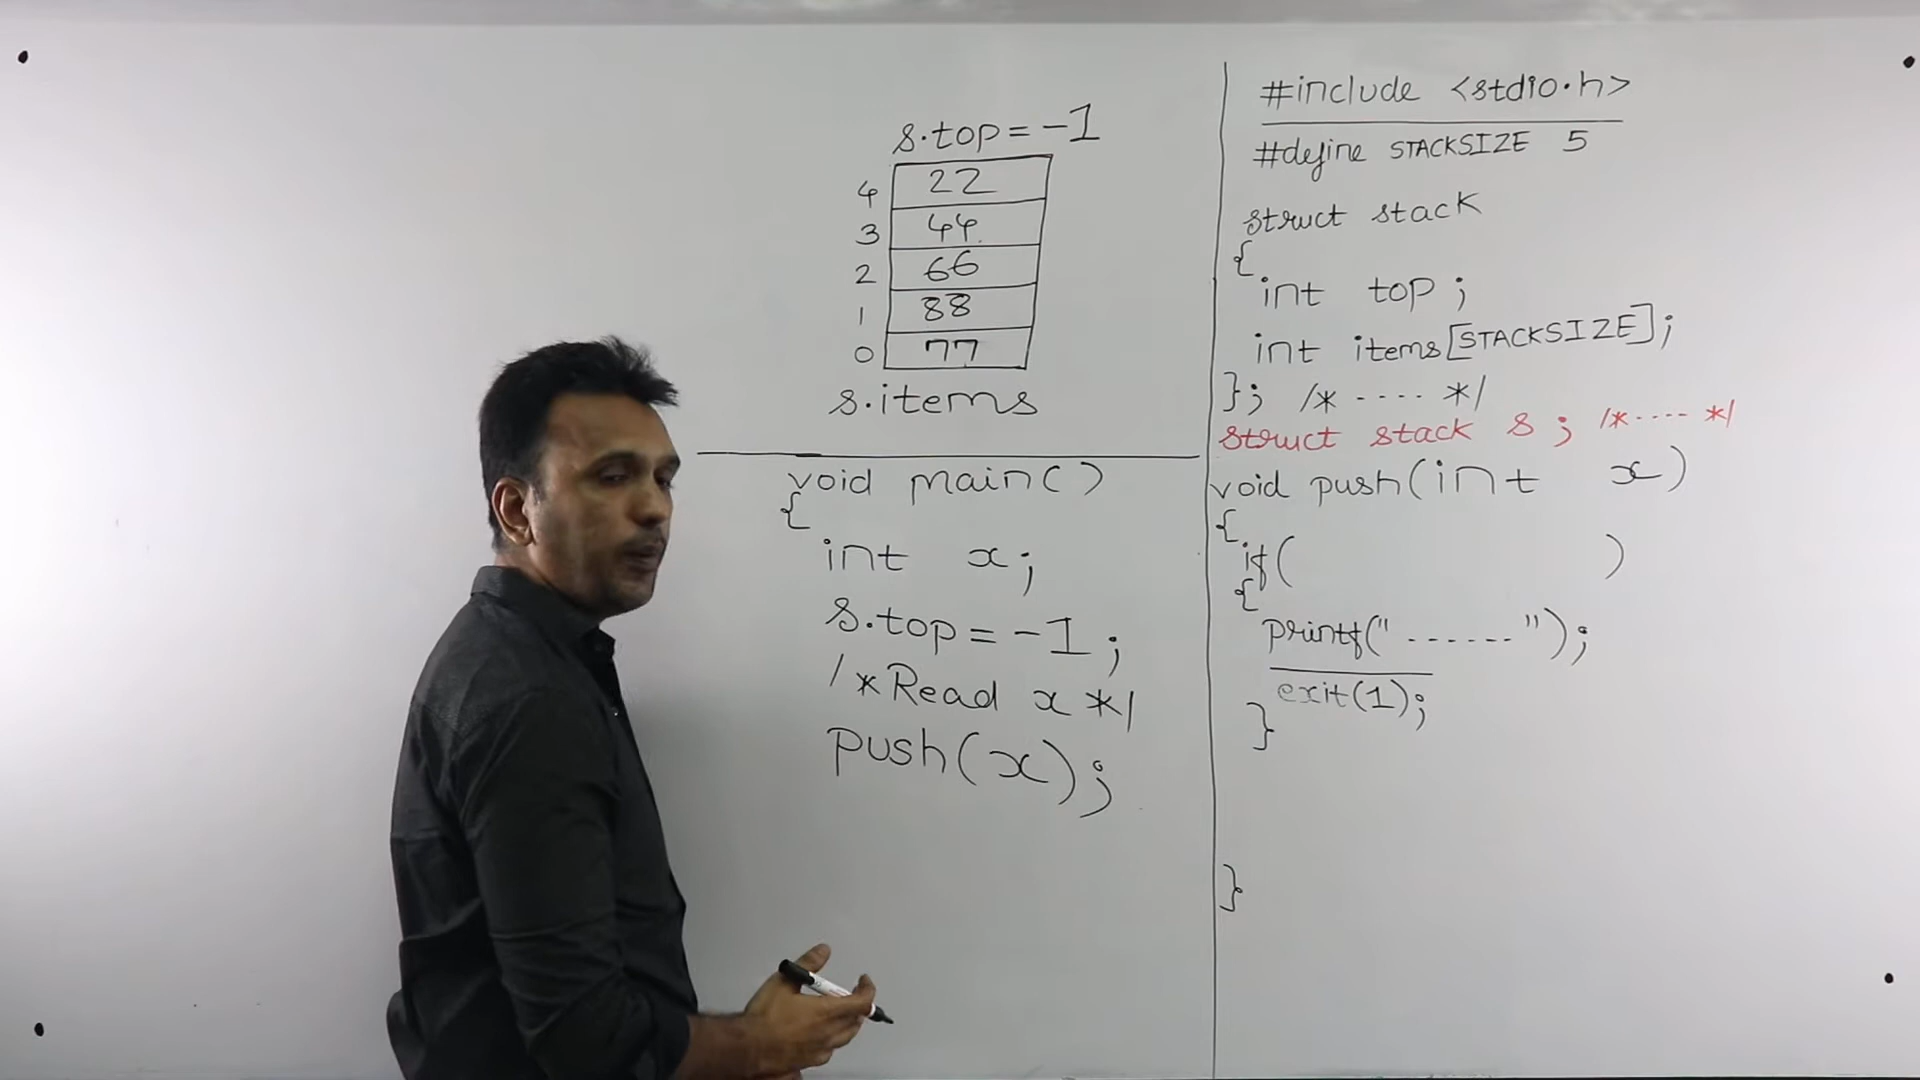 s.top = -1
4 22
3 44
2 66
1 88
0 77
s.items
void main()
{
int x;
s.top = -1;
/*Read x */
push(x);
#include <stdio.h>
#define STACKSIZE 5
struct stack
{
int top;
int items[STACKSIZE];
}; /* ---- */
struct stack s; /*---- */
void push(int x)
{
if( )
{
printf("------");
exit(1);
}
}